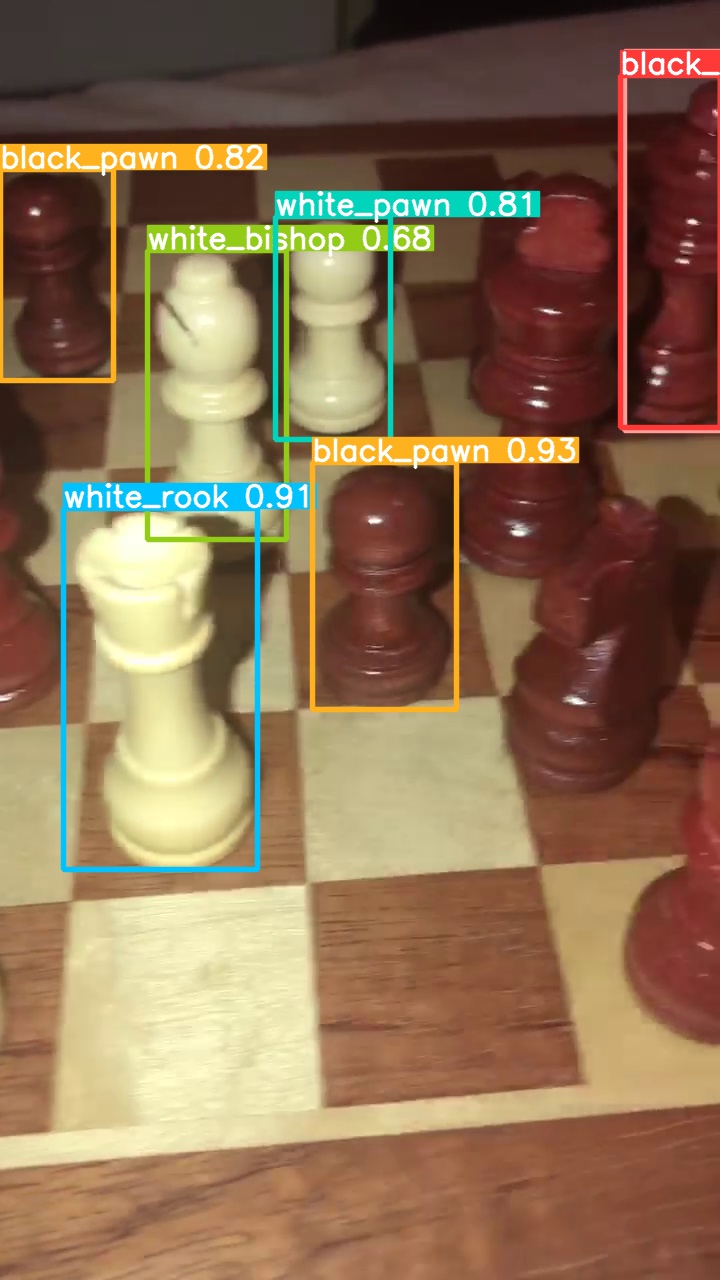 black_
black_pawn 0.82
white_pawn 0.81
white_bishop 0.68
black_pawn 0.93
white_rook 0.91